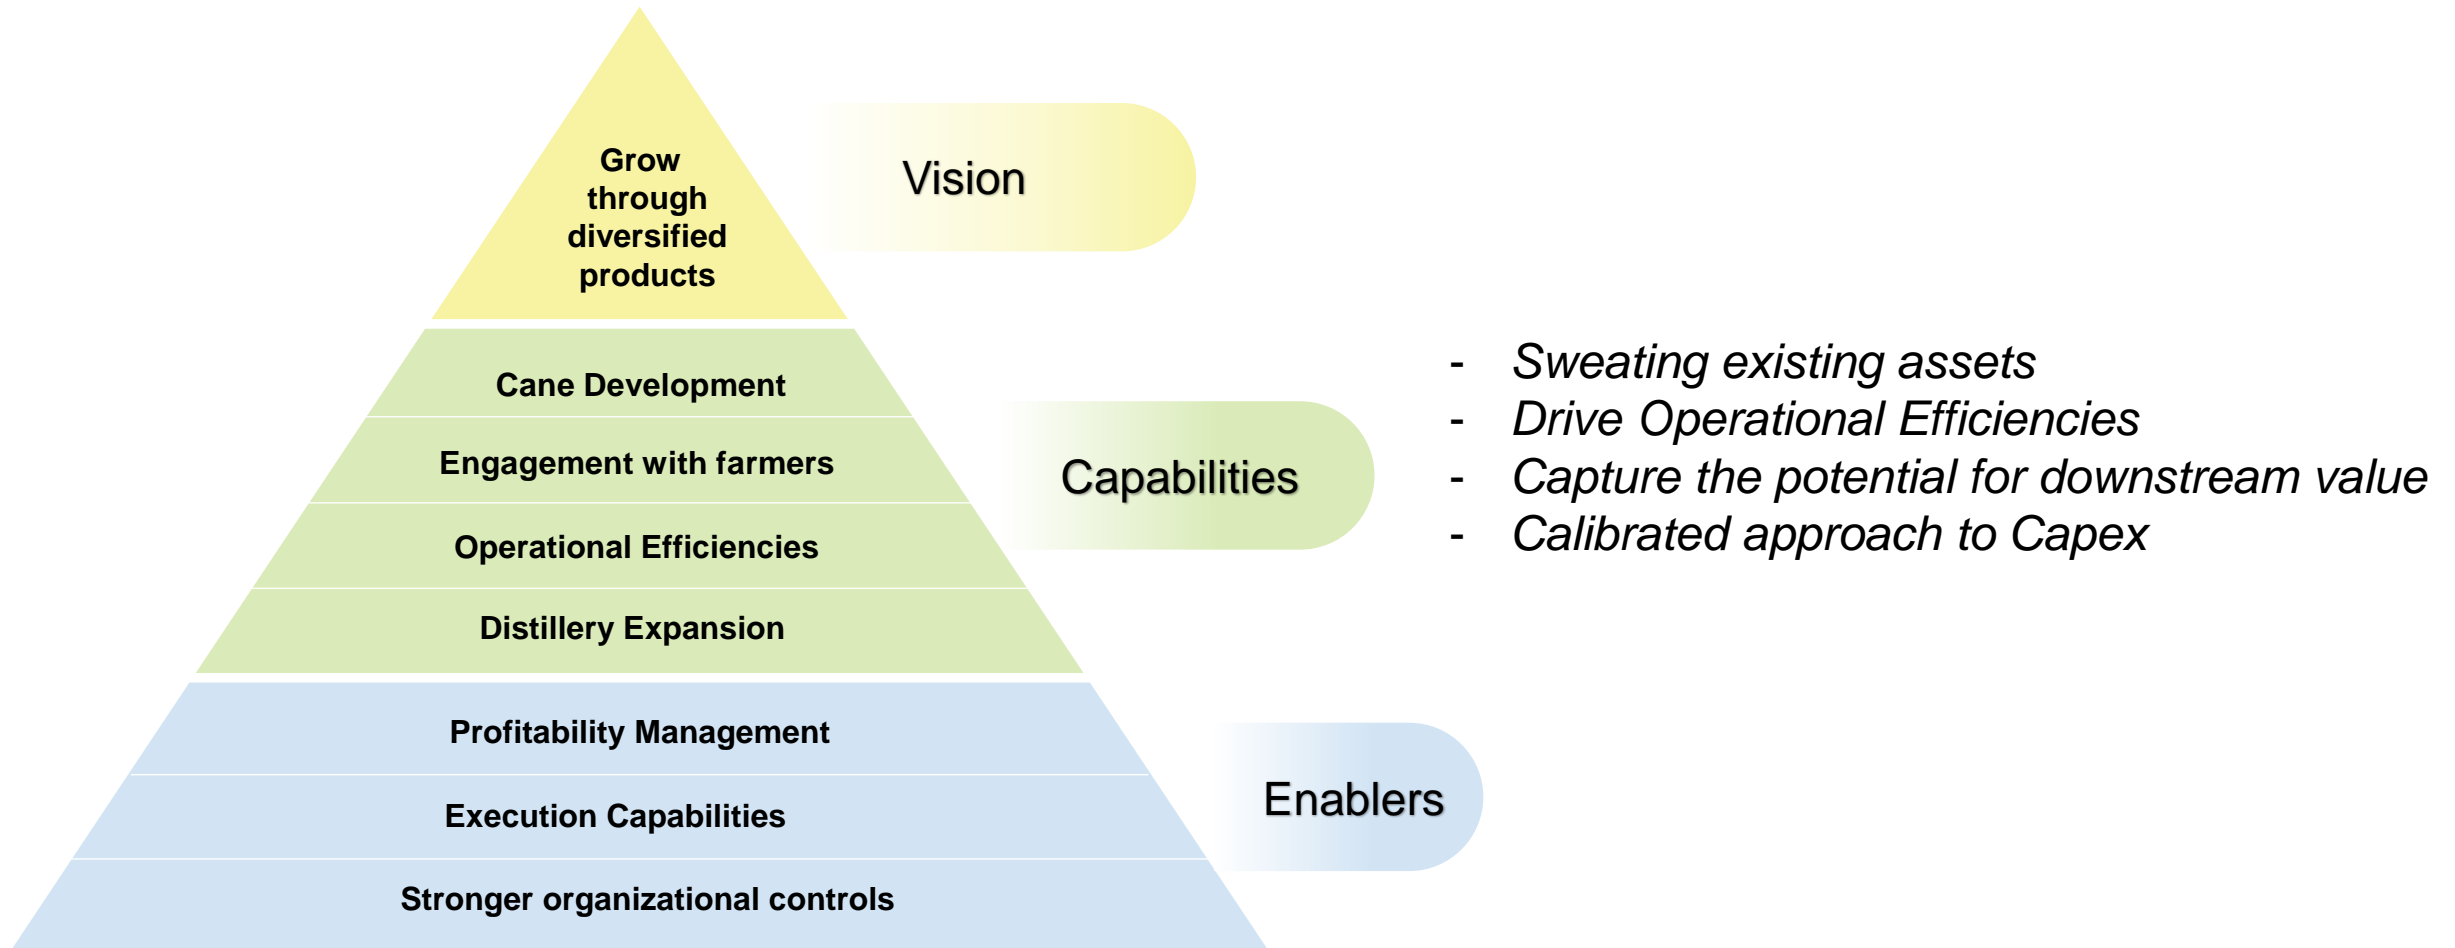 Grow
through
diversified
products
Vision
Cane Development
Engagement with farmers
Operational Efficiencies
Distillery Expansion
Capabilities
- Sweating existing assets
- Drive Operational Efficiencies
- Capture the potential for downstream value
- Calibrated approach to Capex
Profitability Management
Execution Capabilities
Stronger organizational controls
Enablers